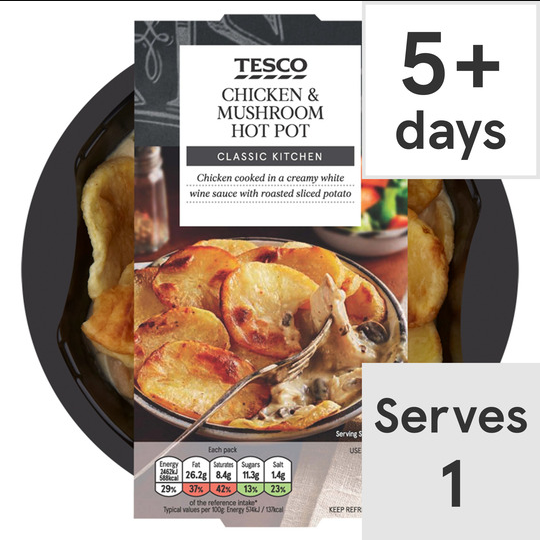 TESCO
CHICKEN &
MUSHROOM
HOT POT
CLASSIC KITCHEN
Chicken cooked in a creamy white
wine sauce with roasted sliced potato
5+
days
Serving S
Serves
1
Each pack
USE
Energy
2462kJ
588kcal
29%
Fat
26.2g
37%
Saturates
8.4g
42%
Sugars
11.3g
13%
Salt
1.4g
23%
of the reference intake*
Typical values per 100g: Energy 574kJ / 137kcal
KEEP REFR